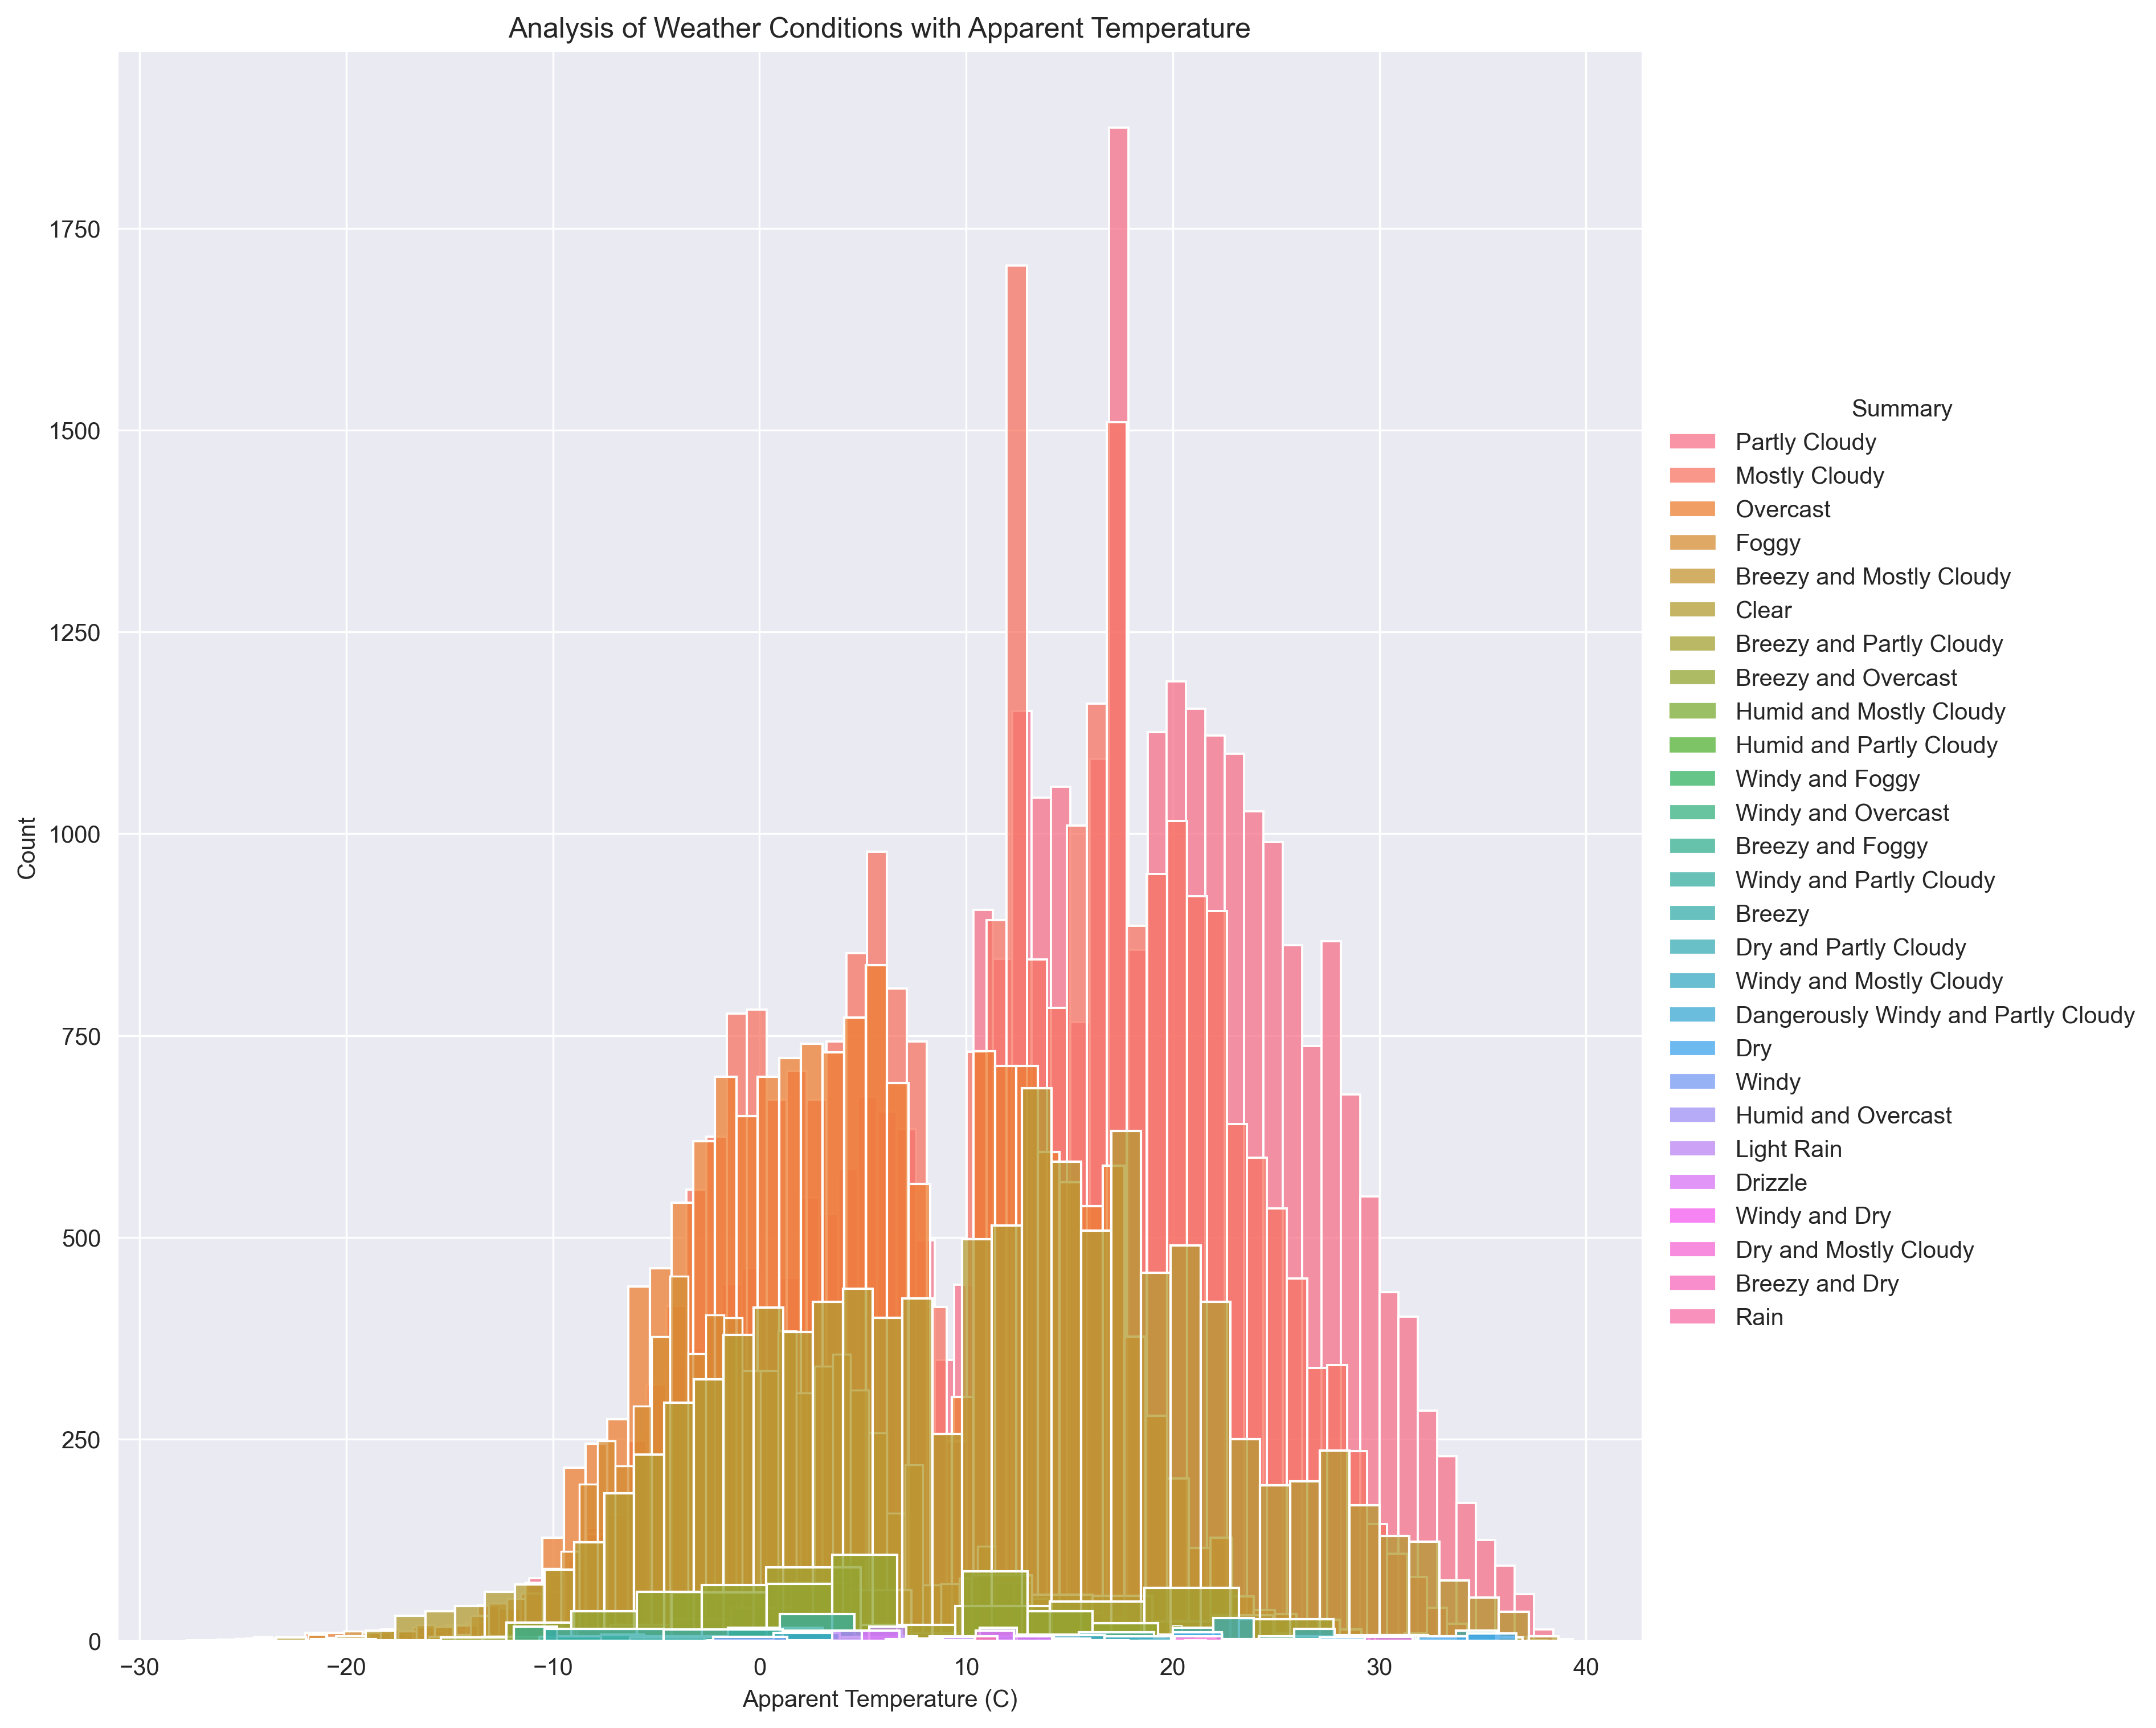 Analysis of Weather Conditions with Apparent Temperature
1750
1500
1250
1000
750
500
250
0
Count
−30 −20 −10 0 10 20 30 40
Apparent Temperature (C)
Summary
Partly Cloudy
Mostly Cloudy
Overcast
Foggy
Breezy and Mostly Cloudy
Clear
Breezy and Partly Cloudy
Breezy and Overcast
Humid and Mostly Cloudy
Humid and Partly Cloudy
Windy and Foggy
Windy and Overcast
Breezy and Foggy
Windy and Partly Cloudy
Breezy
Dry and Partly Cloudy
Windy and Mostly Cloudy
Dangerously Windy and Partly Cloudy
Dry
Windy
Humid and Overcast
Light Rain
Drizzle
Windy and Dry
Dry and Mostly Cloudy
Breezy and Dry
Rain